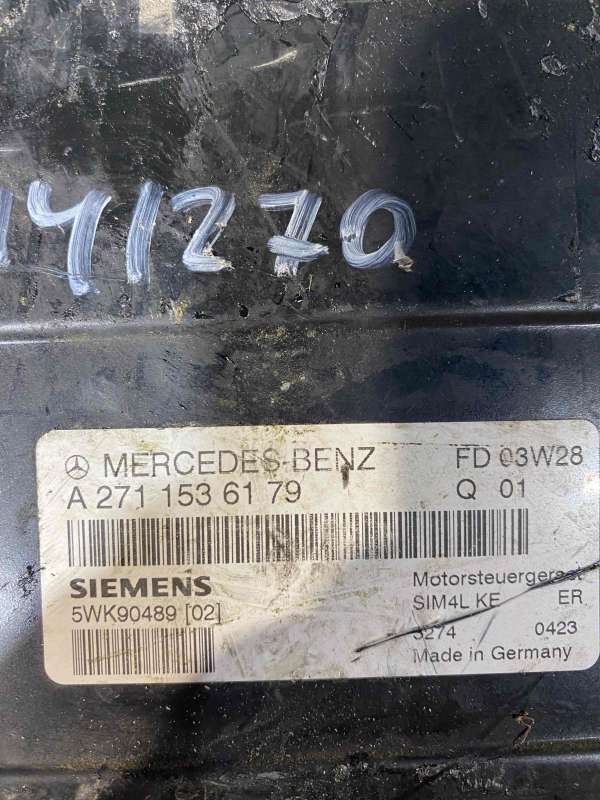 141270
MERCEDES-BENZ FD 03W28
A 271 153 61 79 Q 01
SIEMENS Motorsteuergerät
5WK90489 [02] SIM4L KE ER
3274 0423
Made in Germany